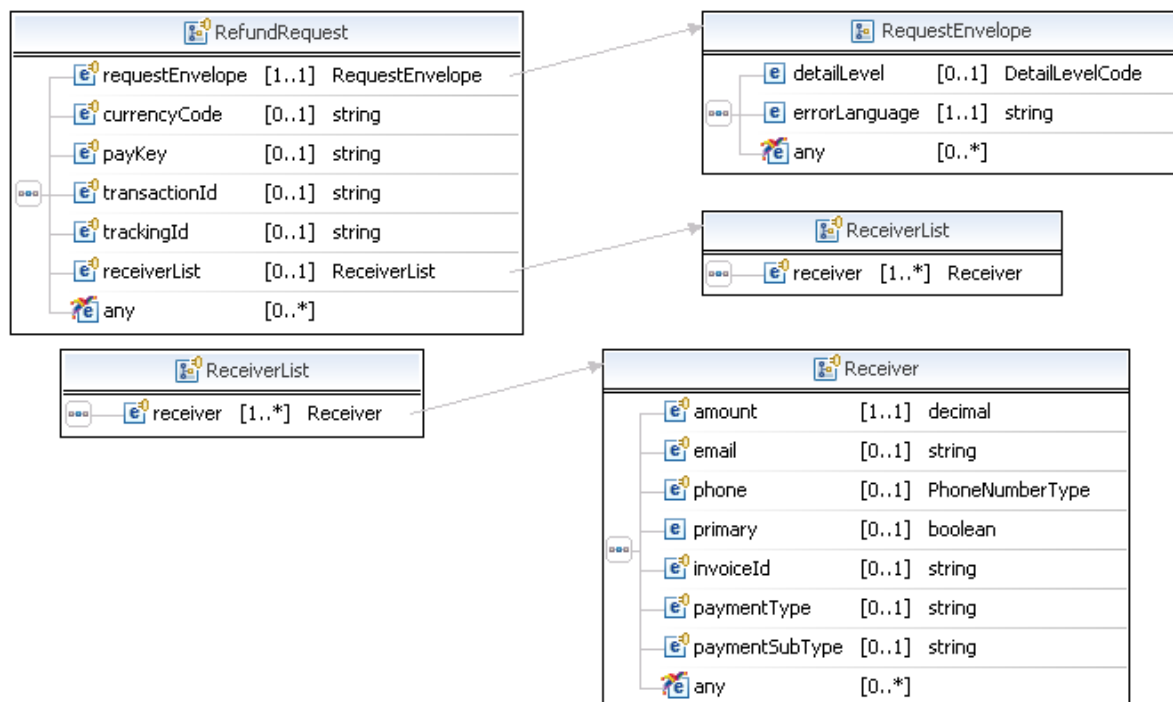 RefundRequest
requestEnvelope [1..1] RequestEnvelope
currencyCode [0..1] string
payKey [0..1] string
transactionId [0..1] string
trackingId [0..1] string
receiverList [0..1] ReceiverList
any [0..*]
RequestEnvelope
detailLevel [0..1] DetailLevelCode
errorLanguage [1..1] string
any [0..*]
ReceiverList
receiver [1..*] Receiver
ReceiverList
receiver [1..*] Receiver
Receiver
amount [1..1] decimal
email [0..1] string
phone [0..1] PhoneNumberType
primary [0..1] boolean
invoiceId [0..1] string
paymentType [0..1] string
paymentSubType [0..1] string
any [0..*]